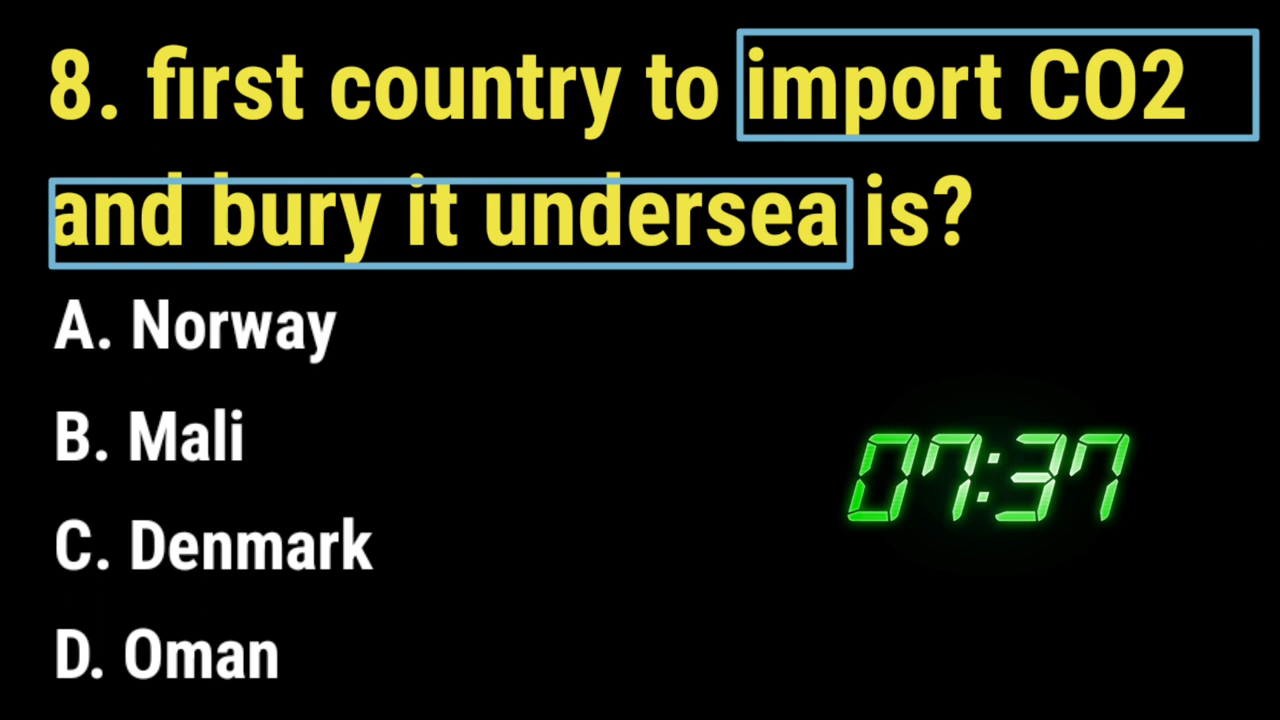 8. first country to import CO2
and bury it undersea is?
A. Norway
B. Mali
C. Denmark
D. Oman
07:37